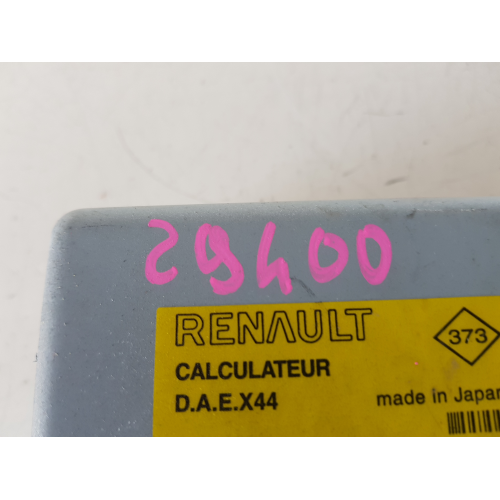 29400
RENAULT
373
CALCULATEUR
D.A.E.X44
made in Japan